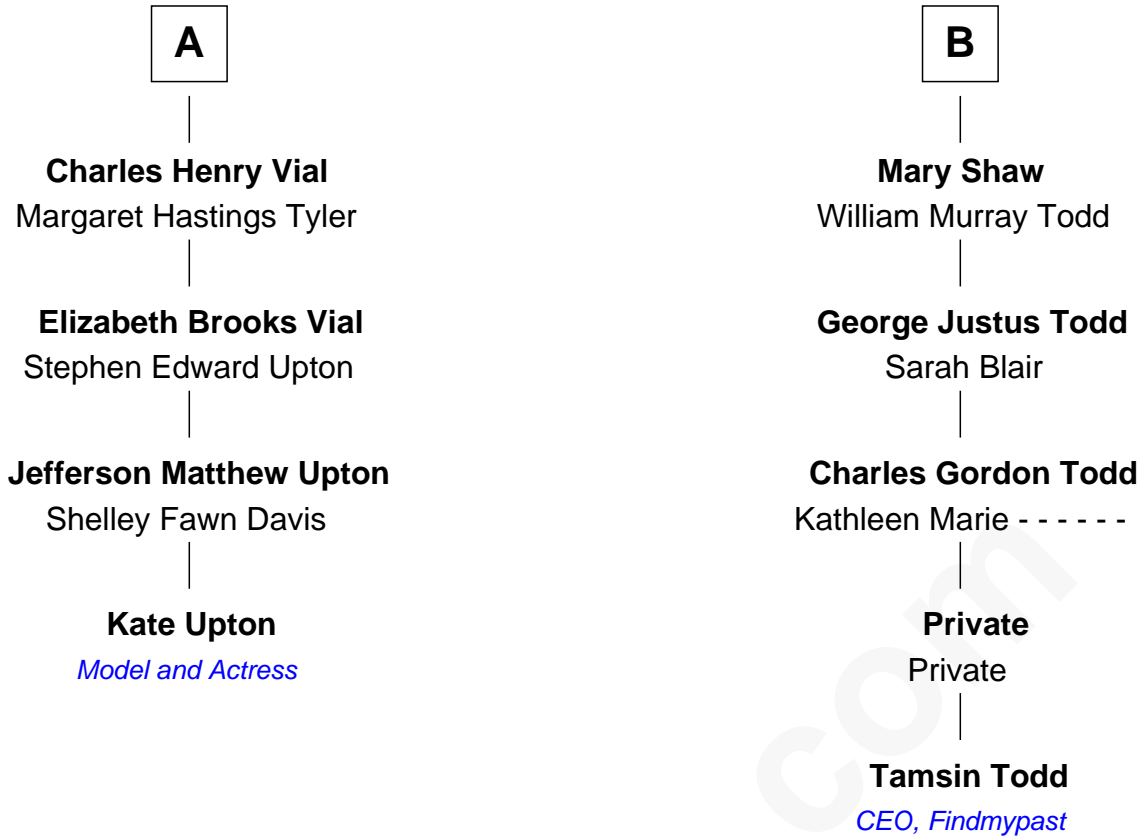 A
Charles Henry Vial
Margaret Hastings Tyler
Elizabeth Brooks Vial
Stephen Edward Upton
Jefferson Matthew Upton
Shelley Fawn Davis
Kate Upton
Model and Actress
B
Mary Shaw
William Murray Todd
George Justus Todd
Sarah Blair
Charles Gordon Todd
Kathleen Marie - - - - - -
Private
Private
Tamsin Todd
CEO, Findmypast
com